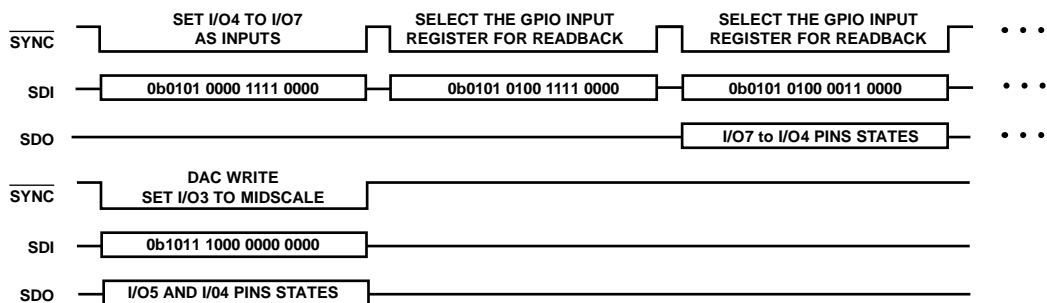 SET I/O4 TO I/O7
AS INPUTS
SELECT THE GPIO INPUT
REGISTER FOR READBACK
SELECT THE GPIO INPUT
REGISTER FOR READBACK
SYNC
• • •
SDI
0b0101 0000 1111 0000
0b0101 0100 1111 0000
0b0101 0100 0011 0000
• • •
SDO
I/O7 to I/O4 PINS STATES
• • •
SYNC
DAC WRITE
SET I/O3 TO MIDSCALE
SDI
0b1011 1000 0000 0000
SDO
I/O5 AND I/04 PINS STATES